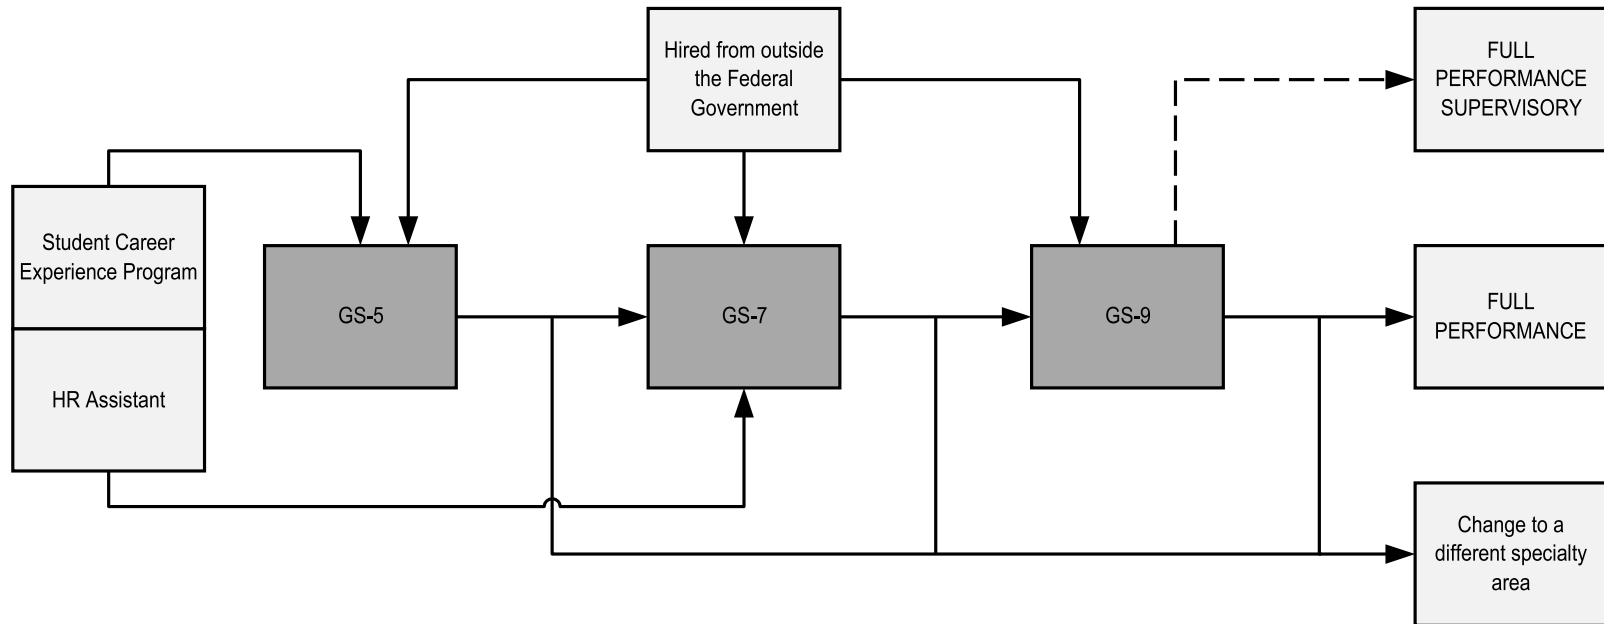 Hired from outside
the Federal
Government
FULL
PERFORMANCE
SUPERVISORY
Student Career
Experience Program
HR Assistant
GS-5
GS-7
GS-9
FULL
PERFORMANCE
Change to a
different specialty
area